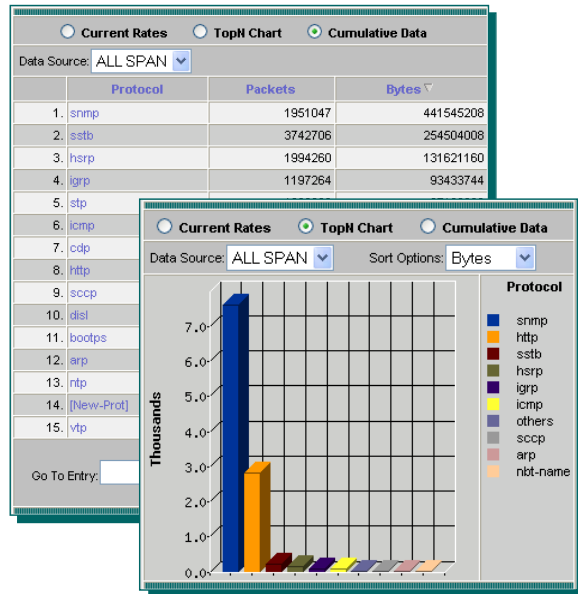 Current Rates TopN Chart Cumulative Data
Data Source: ALL SPAN
Protocol Packets Bytes
1. snmp 1951047 441545208
2. sstb 3742706 254504008
3. hsrp 1994260 131621160
4. igrp 1197264 93433744
5. stp
6. icmp
7. cdp
8. http
9. sccp
10. disl
11. bootps
12. arp
13. ntp
14. [New-Prot]
15. vtp
Go To Entry:
Current Rates TopN Chart Cumulative Data
Data Source: ALL SPAN Sort Options: Bytes
Protocol
snmp
http
sstb
hsrp
igrp
icmp
others
sccp
arp
nbt-name
Thousands
7.0
6.0
5.0
4.0
3.0
2.0
1.0
0.0